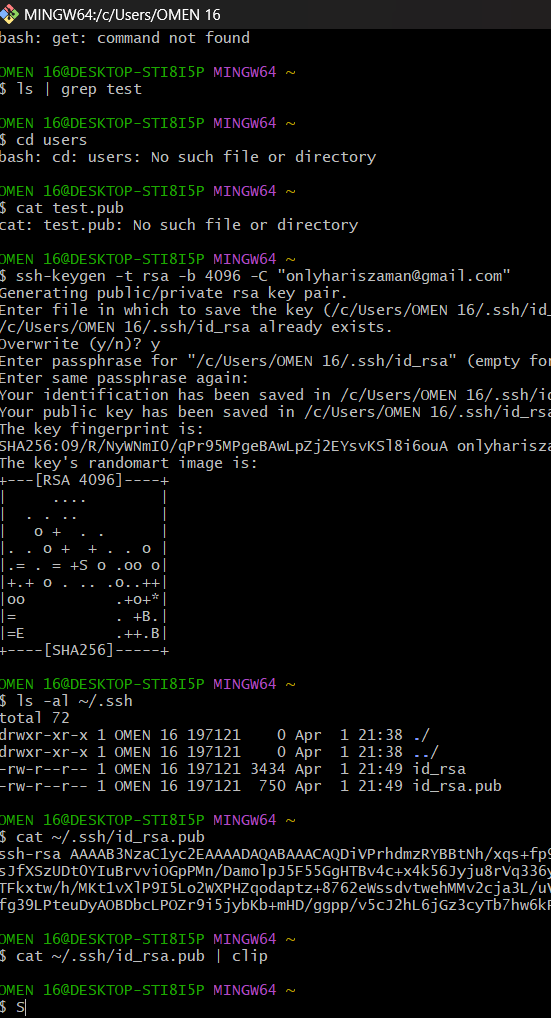 MINGW64:/c/Users/OMEN 16
bash: get: command not found
OMEN 16@DESKTOP-STI8I5P MINGW64 ~
$ ls | grep test
OMEN 16@DESKTOP-STI8I5P MINGW64 ~
$ cd users
bash: cd: users: No such file or directory
OMEN 16@DESKTOP-STI8I5P MINGW64 ~
$ cat test.pub
cat: test.pub: No such file or directory
OMEN 16@DESKTOP-STI8I5P MINGW64 ~
$ ssh-keygen -t rsa -b 4096 -C "onlyhariszaman@gmail.com"
Generating public/private rsa key pair.
Enter file in which to save the key (/c/Users/OMEN 16/.ssh/id_
/c/Users/OMEN 16/.ssh/id_rsa already exists.
Overwrite (y/n)? y
Enter passphrase for "/c/Users/OMEN 16/.ssh/id_rsa" (empty for
Enter same passphrase again:
Your identification has been saved in /c/Users/OMEN 16/.ssh/id
Your public key has been saved in /c/Users/OMEN 16/.ssh/id_rsa
The key fingerprint is:
SHA256:09/R/NyWNmI0/qPr95MPgeBAwLpZj2EYsvKSl8i6ouA onlyharisza
The key's randomart image is:
+---[RSA 4096]----+
|     ....        |
|  . . ..         |
|   o +  . .      |
|. . o +  + . . o |
|.= . = +S o .oo o|
|+.+ o . .. .o..++|
|oo          .+o+*|
|=           . +B.|
|=E          .++.B|
+----[SHA256]-----+
OMEN 16@DESKTOP-STI8I5P MINGW64 ~
$ ls -al ~/.ssh
total 72
drwxr-xr-x 1 OMEN 16 197121    0 Apr  1 21:38 ./
drwxr-xr-x 1 OMEN 16 197121    0 Apr  1 21:38 ../
-rw-r--r-- 1 OMEN 16 197121 3434 Apr  1 21:49 id_rsa
-rw-r--r-- 1 OMEN 16 197121  750 Apr  1 21:49 id_rsa.pub
OMEN 16@DESKTOP-STI8I5P MINGW64 ~
$ cat ~/.ssh/id_rsa.pub
ssh-rsa AAAAB3NzaC1yc2EAAAADAQABAAACAQDiVPrhdmzRYBBtNh/xqs+fp9
sJfXSzUDtOYIuBrvviOGpPMn/DamolpJ5F55GgHTBv4c+x4k56Jyju8rVq336y
TFkxtw/h/MKt1vXlP9I5Lo2WXPHZqodaptz+8762eWssdvtwehMMv2cja3L/uV
fg39LPteuDyAOBDbcLPOZr9i5jybKb+mHD/ggpp/v5cJ2hL6jGz3cyTb7hw6kP
OMEN 16@DESKTOP-STI8I5P MINGW64 ~
$ cat ~/.ssh/id_rsa.pub | clip
OMEN 16@DESKTOP-STI8I5P MINGW64 ~
$ S